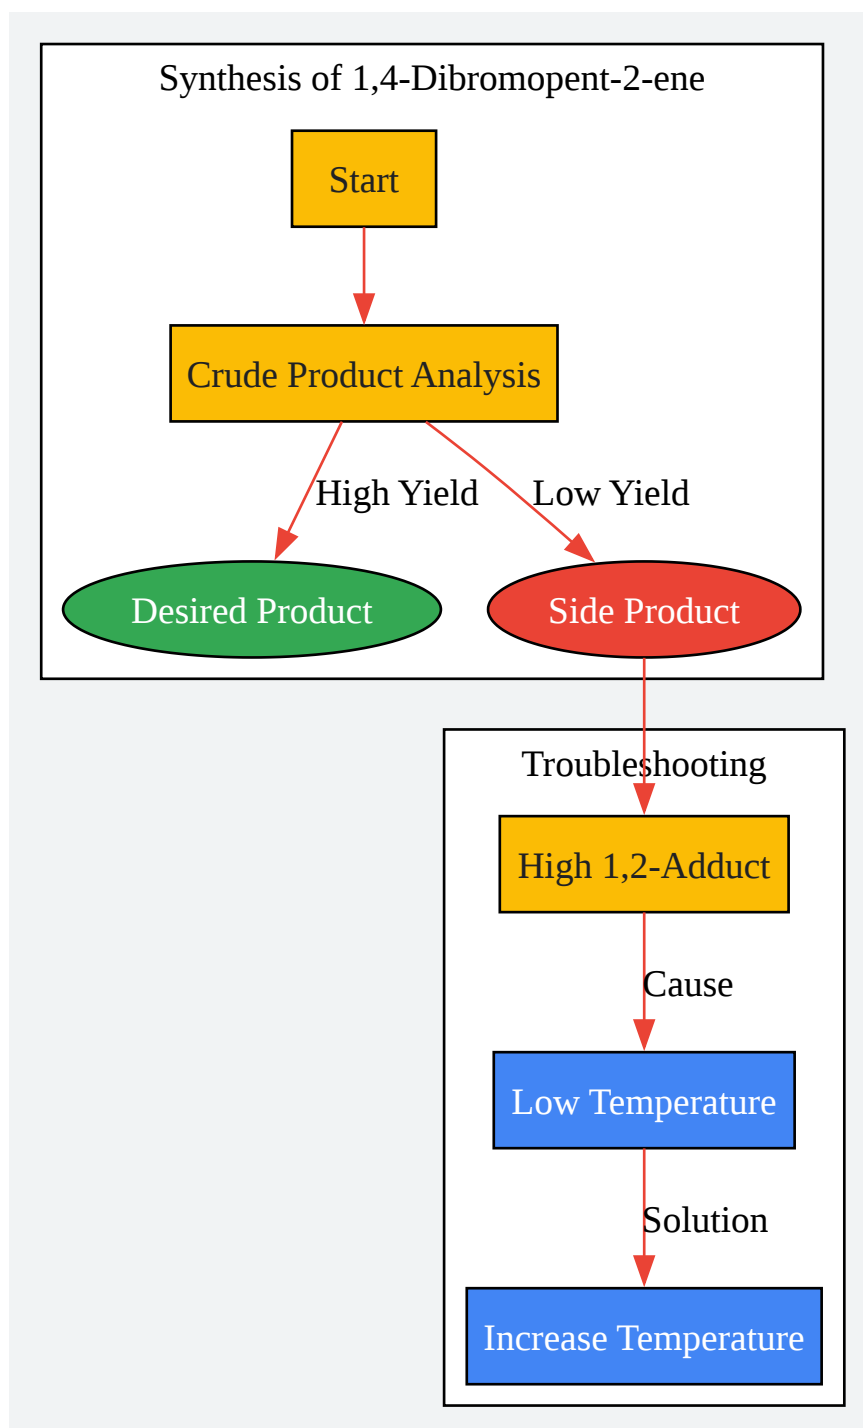 Synthesis of 1,4-Dibromopent-2-ene
Start
Crude Product Analysis
High Yield
Low Yield
Desired Product
Side Product
Troubleshooting
High 1,2-Adduct
Cause
Low Temperature
Solution
Increase Temperature